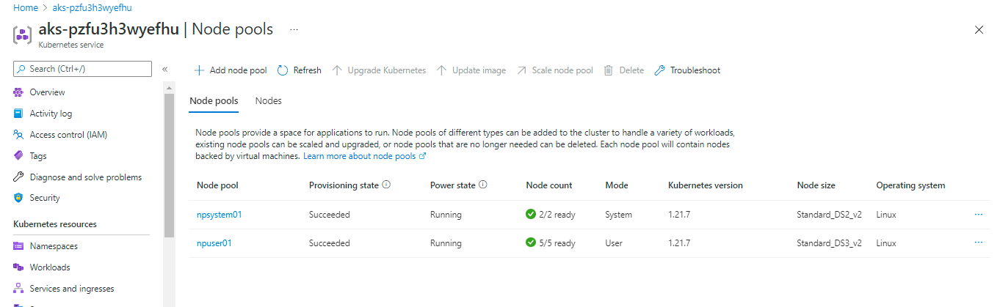 Home > aks-pzfu3h3wyefhu
aks-pzfu3h3wyefhu | Node pools ...
Kubernetes service
Search (Ctrl+/)
«
Overview
Activity log
Access control (IAM)
Tags
Diagnose and solve problems
Security
Kubernetes resources
Namespaces
Workloads
Services and ingresses
Add node pool Refresh Upgrade Kubernetes Update image Scale node pool Delete Troubleshoot
Node pools Nodes
Node pools provide a space for applications to run. Node pools of different types can be added to the cluster to handle a variety of workloads,
existing node pools can be scaled and upgraded, or node pools that are no longer needed can be deleted. Each node pool will contain nodes
backed by virtual machines. Learn more about node pools
Node pool Provisioning state Power state Node count Mode Kubernetes version Node size Operating system
npsystem01 Succeeded Running 2/2 ready System 1.21.7 Standard_DS2_v2 Linux ...
npuser01 Succeeded Running 5/5 ready User 1.21.7 Standard_DS3_v2 Linux ...